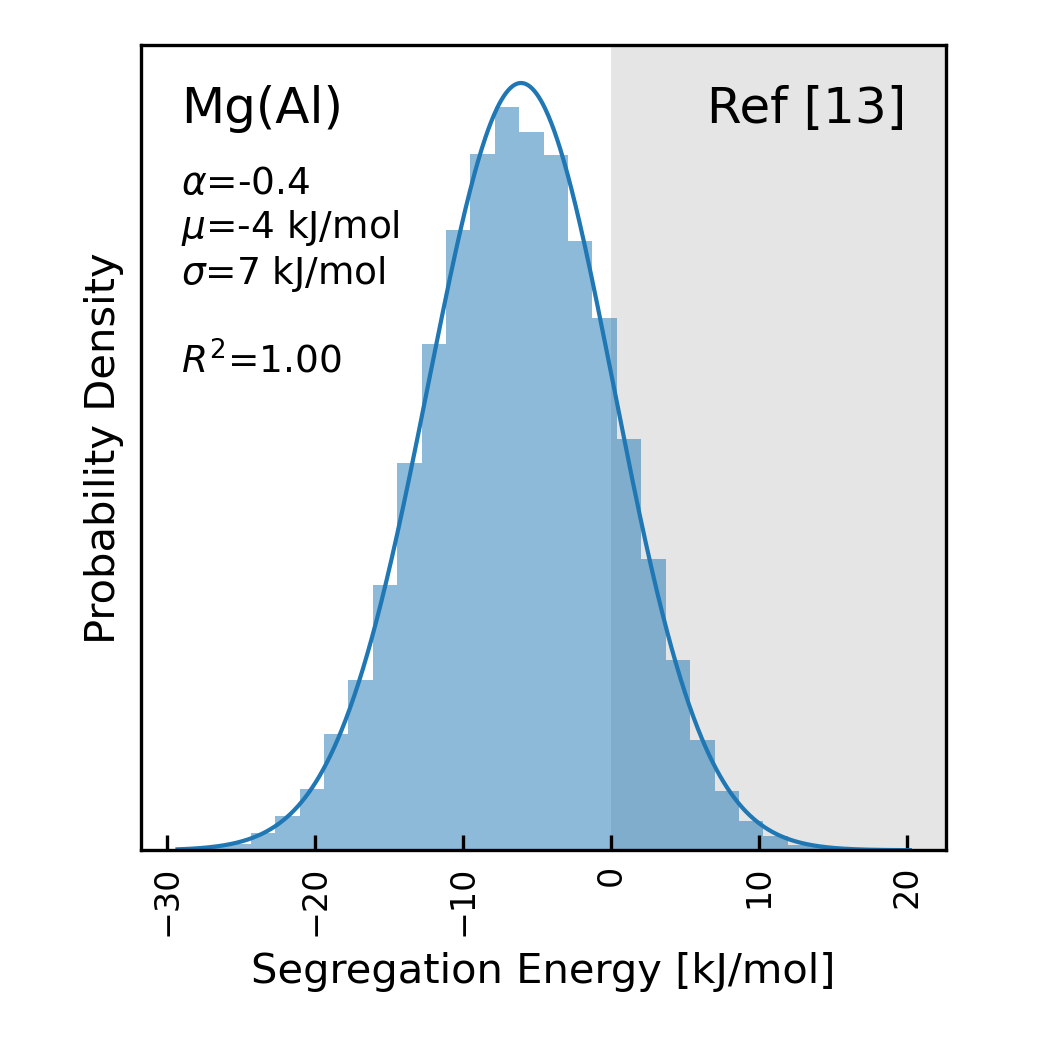 Mg(Al)
Ref [13]
α=-0.4
μ=-4 kJ/mol
σ=7 kJ/mol
R²=1.00
Probability Density
−30
−20
−10
0
10
20
Segregation Energy [kJ/mol]